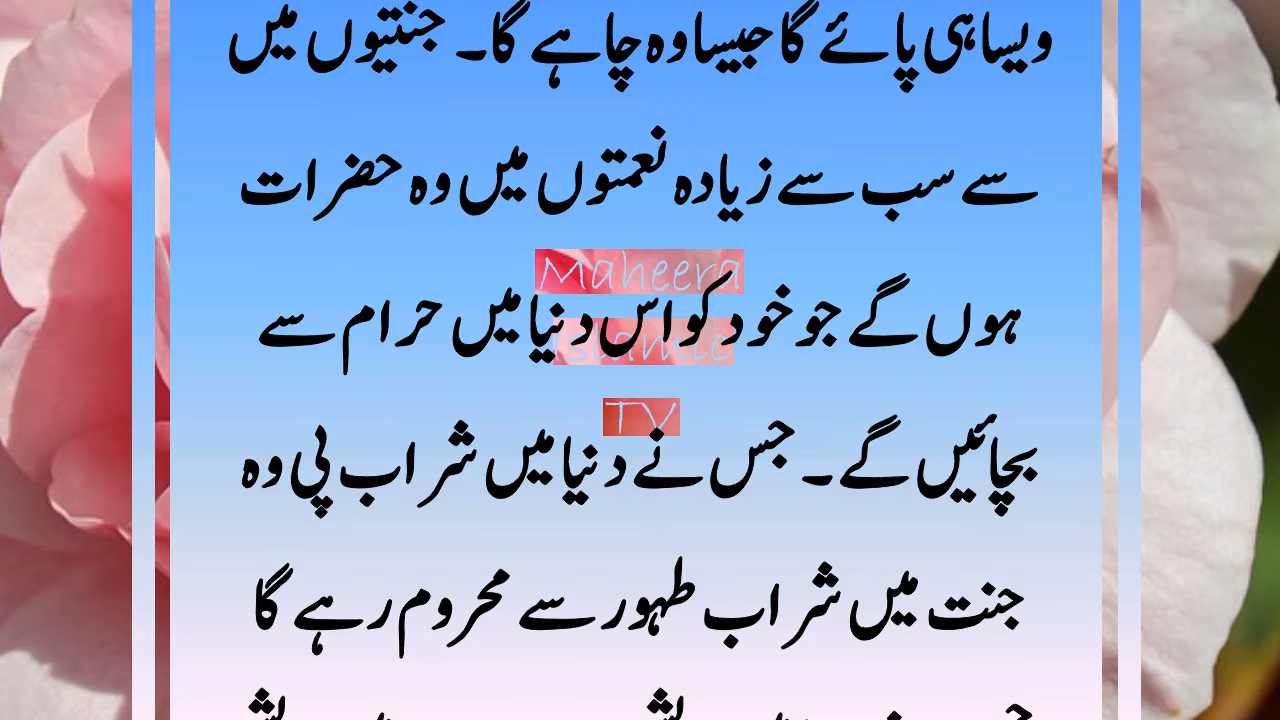 ویسا ہی پائے گا جیسا وہ چاہے گا۔ جنتیوں میں
سے سب سے زیادہ نعمتوں میں وہ حضرات
Maheera
ہوں گے جو خود کو اس دنیا میں حرام سے
Islamic
TV
بچائیں گے۔ جس نے دنیا میں شراب پی وہ
جنت میں شراب طہور سے محروم رہے گا